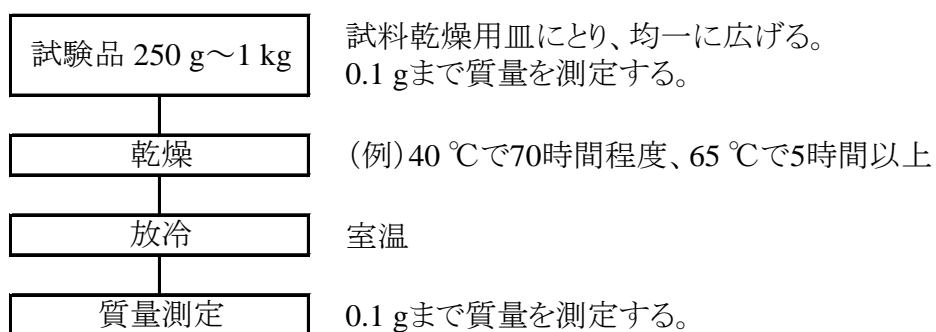 試験品 250 g～1 kg
試料乾燥用皿にとり、均一に広げる。
0.1 gまで質量を測定する。
乾燥
（例）40 ℃で70時間程度、65 ℃で5時間以上
放冷
室温
質量測定
0.1 gまで質量を測定する。